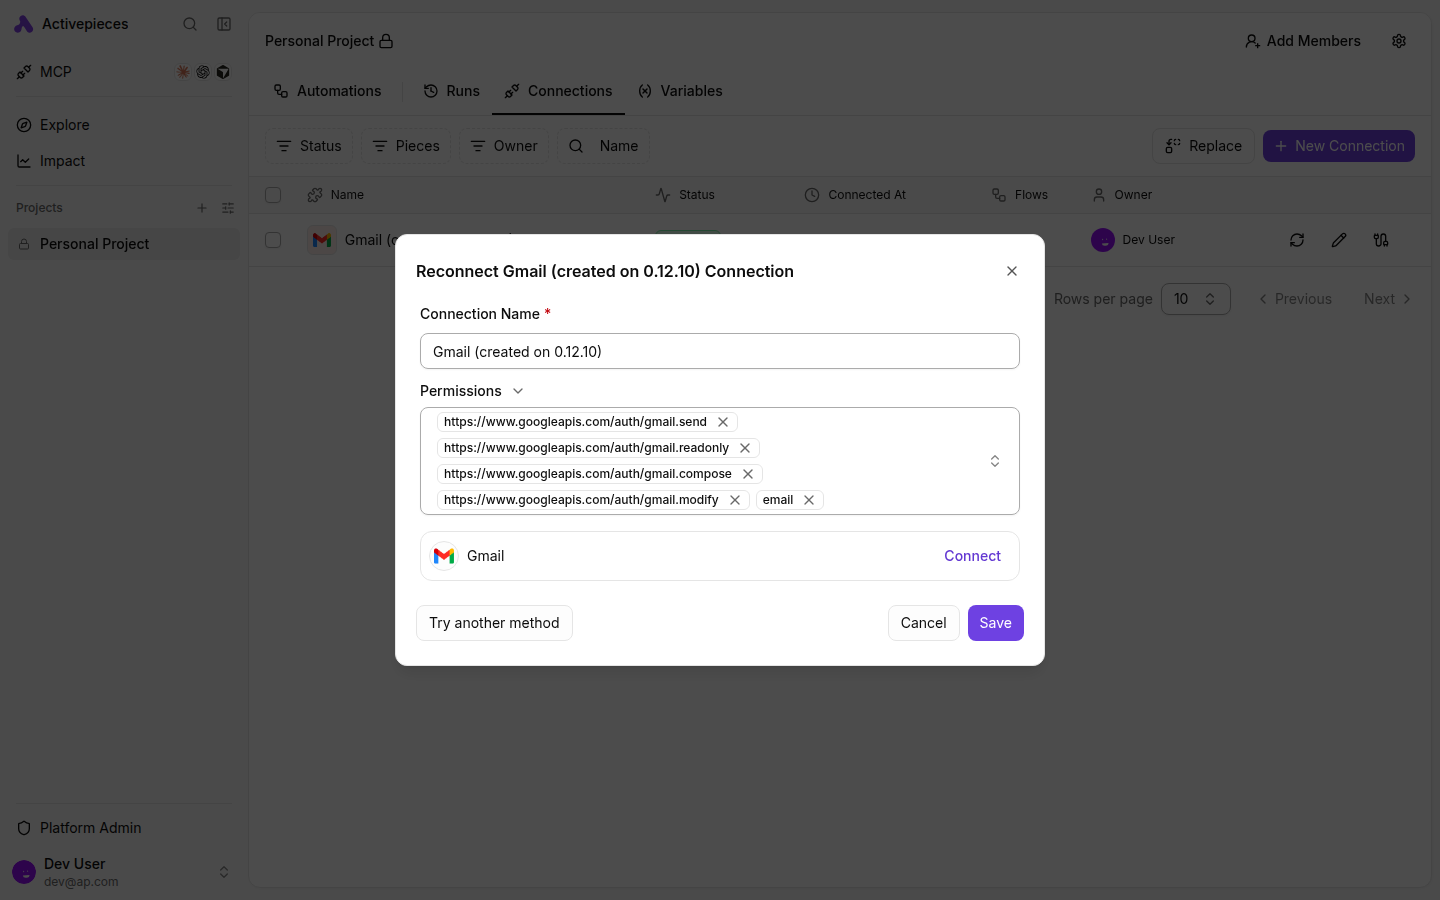 Activepieces
MCP
Explore
Impact
Projects
Personal Project
Platform Admin
Dev User
dev@ap.com
Personal Project
Add Members
Automations
Runs
Connections
Variables
Status
Pieces
Owner
Name
Replace
New Connection
Name
Status
Connected At
Flows
Owner
Gmail (c
Dev User
Rows per page
10
Previous
Next
Reconnect Gmail (created on 0.12.10) Connection
Connection Name *
Gmail (created on 0.12.10)
Permissions
https://www.googleapis.com/auth/gmail.send
https://www.googleapis.com/auth/gmail.readonly
https://www.googleapis.com/auth/gmail.compose
https://www.googleapis.com/auth/gmail.modify email
Gmail
Connect
Try another method
Cancel
Save